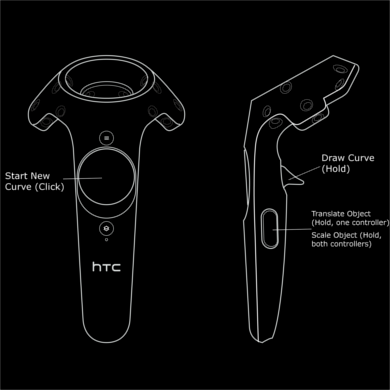 Start New
Curve (Click)
hTC
Draw Curve
(Hold)
Translate Object
(Hold, one controller)
Scale Object (Hold,
both controllers)